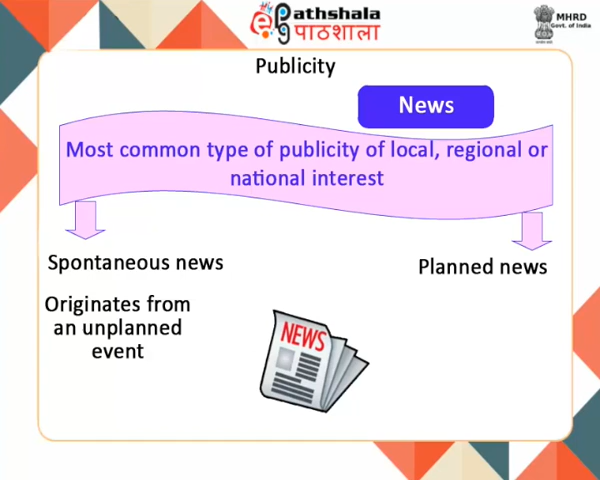 ePathshala
पाठशाला
MHRD
Govt. of India
Publicity
News
Most common type of publicity of local, regional or
national interest
Spontaneous news
Planned news
Originates from
an unplanned
event
NEWS